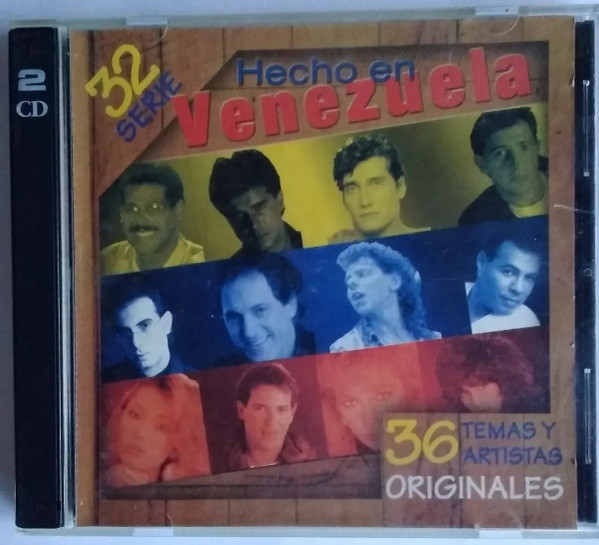 2
CD
32
SERIE
Hecho en
Venezuela
36 TEMAS Y
ARTISTAS
ORIGINALES